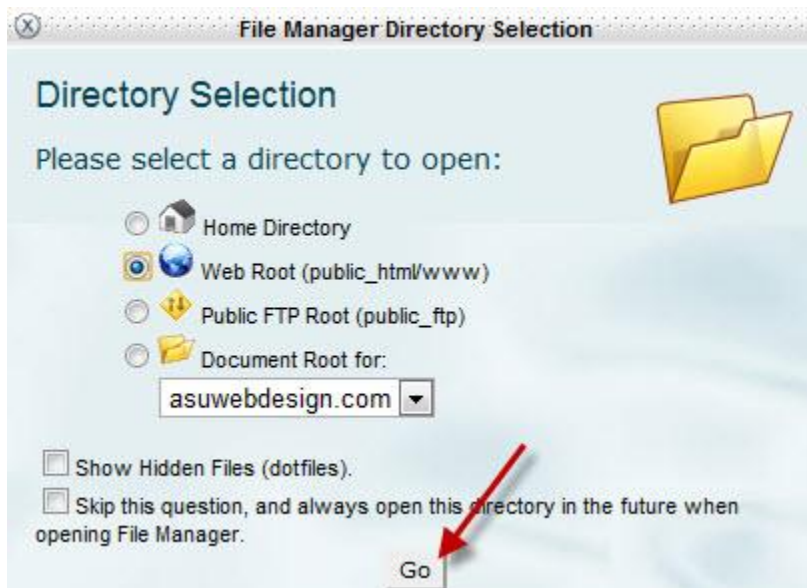 File Manager Directory Selection
Directory Selection
Please select a directory to open:
Home Directory
Web Root (public_html/www)
Public FTP Root (public_ftp)
Document Root for:
asuwebdesign.com
Show Hidden Files (dotfiles).
Skip this question, and always open this directory in the future when
opening File Manager.
Go